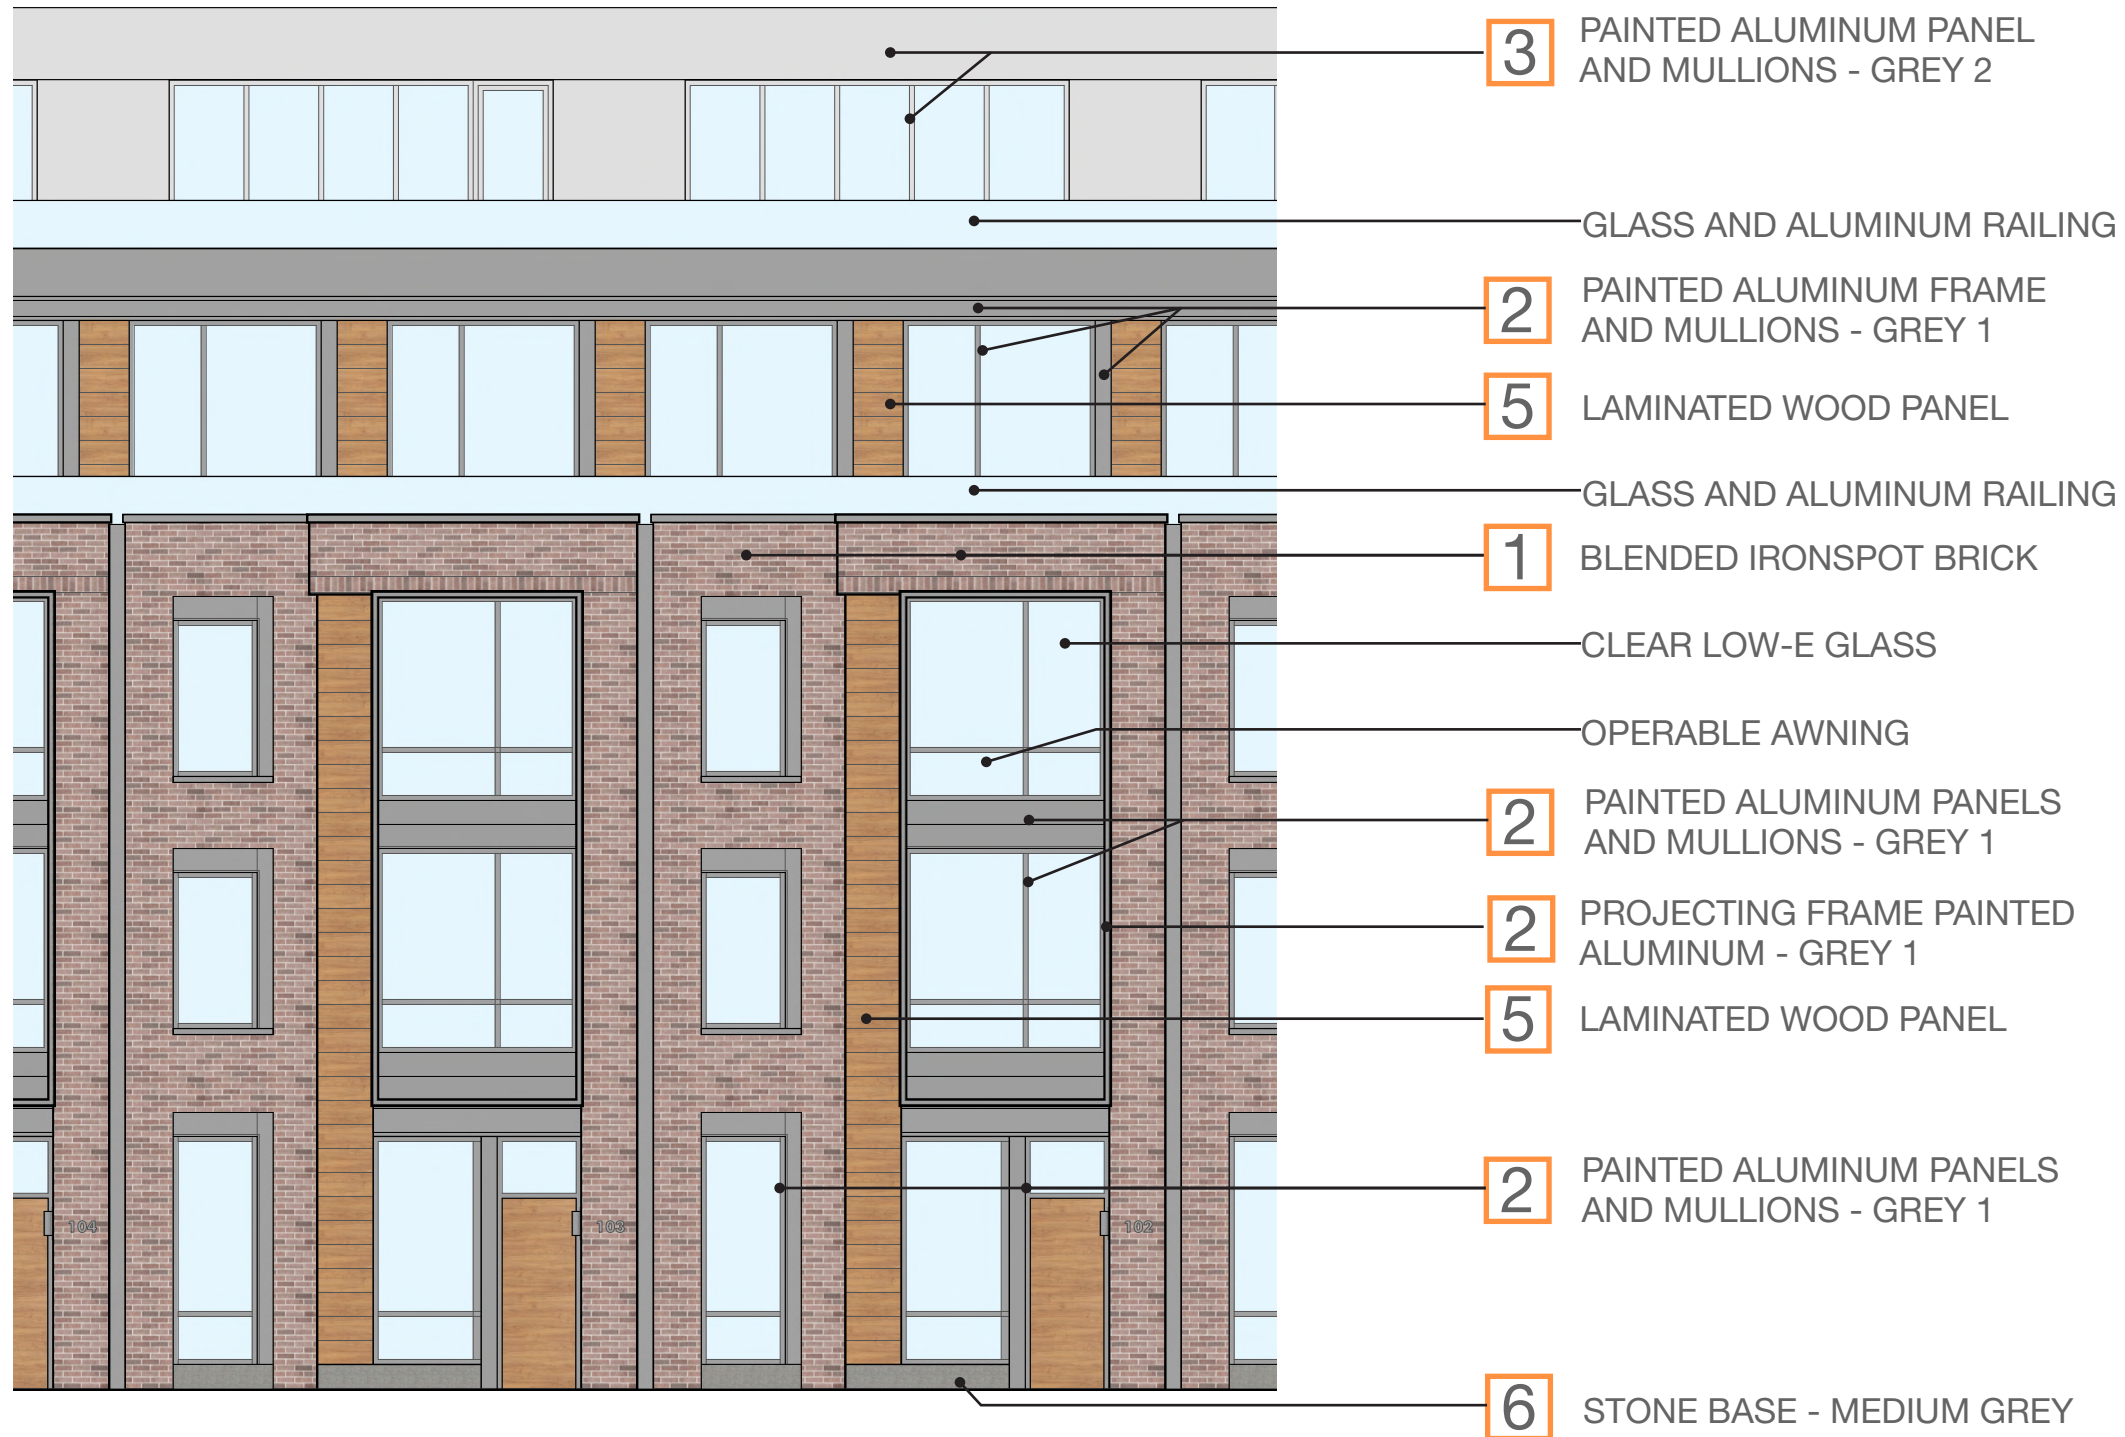 3
PAINTED ALUMINUM PANEL
AND MULLIONS - GREY 2
GLASS AND ALUMINUM RAILING
2
PAINTED ALUMINUM FRAME
AND MULLIONS - GREY 1
5
LAMINATED WOOD PANEL
GLASS AND ALUMINUM RAILING
1
BLENDED IRONSPOT BRICK
CLEAR LOW-E GLASS
OPERABLE AWNING
2
PAINTED ALUMINUM PANELS
AND MULLIONS - GREY 1
2
PROJECTING FRAME PAINTED
ALUMINUM - GREY 1
5
LAMINATED WOOD PANEL
2
PAINTED ALUMINUM PANELS
AND MULLIONS - GREY 1
104
103
102
6
STONE BASE - MEDIUM GREY